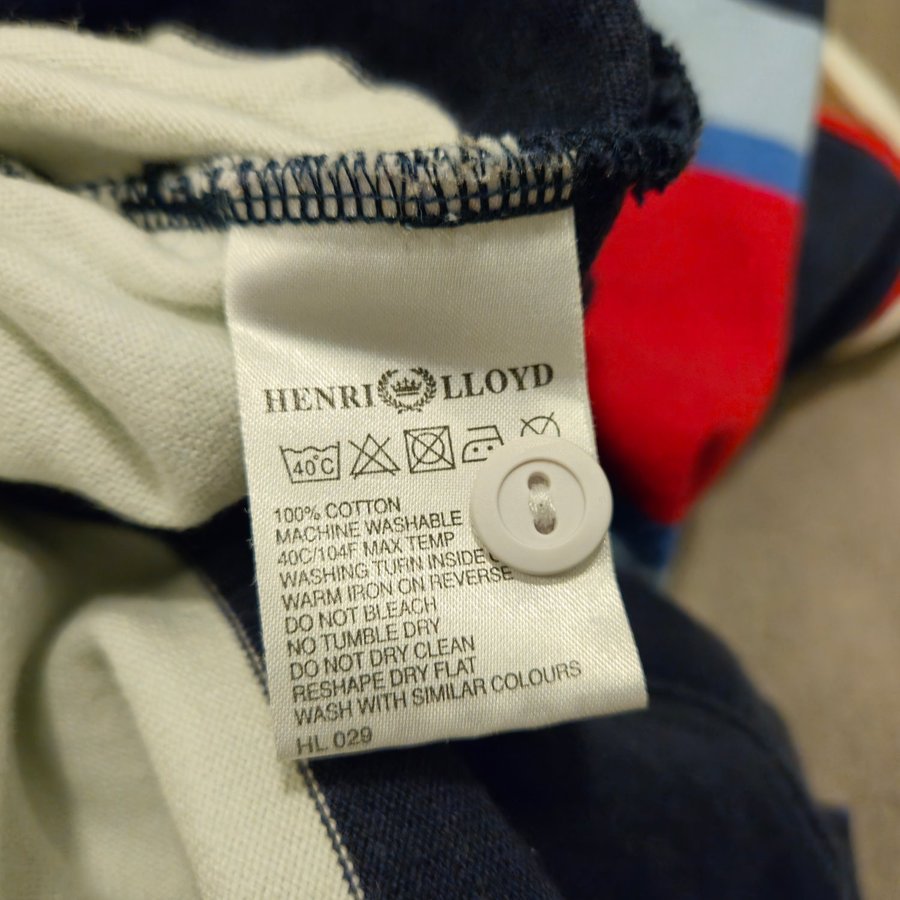 HENRI LLOYD
40°C
100% COTTON
MACHINE WASHABLE
40C/104F MAX TEMP
WASHING TURN INSIDE
WARM IRON ON REVERSE
DO NOT BLEACH
NO TUMBLE DRY
DO NOT DRY CLEAN
RESHAPE DRY FLAT
WASH WITH SIMILAR COLOURS
HL 029